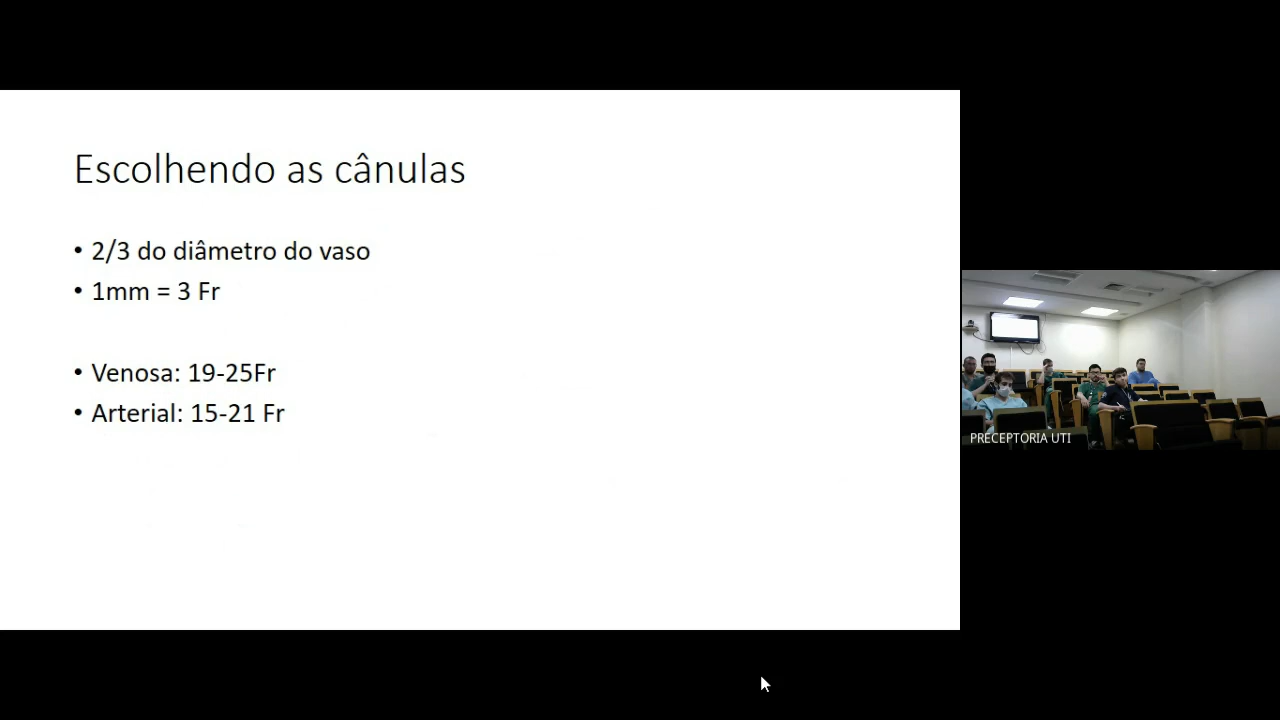 Escolhendo as cânulas
• 2/3 do diâmetro do vaso
• 1mm = 3 Fr
• Venosa: 19-25Fr
• Arterial: 15-21 Fr
PRECEPTORIA UTI